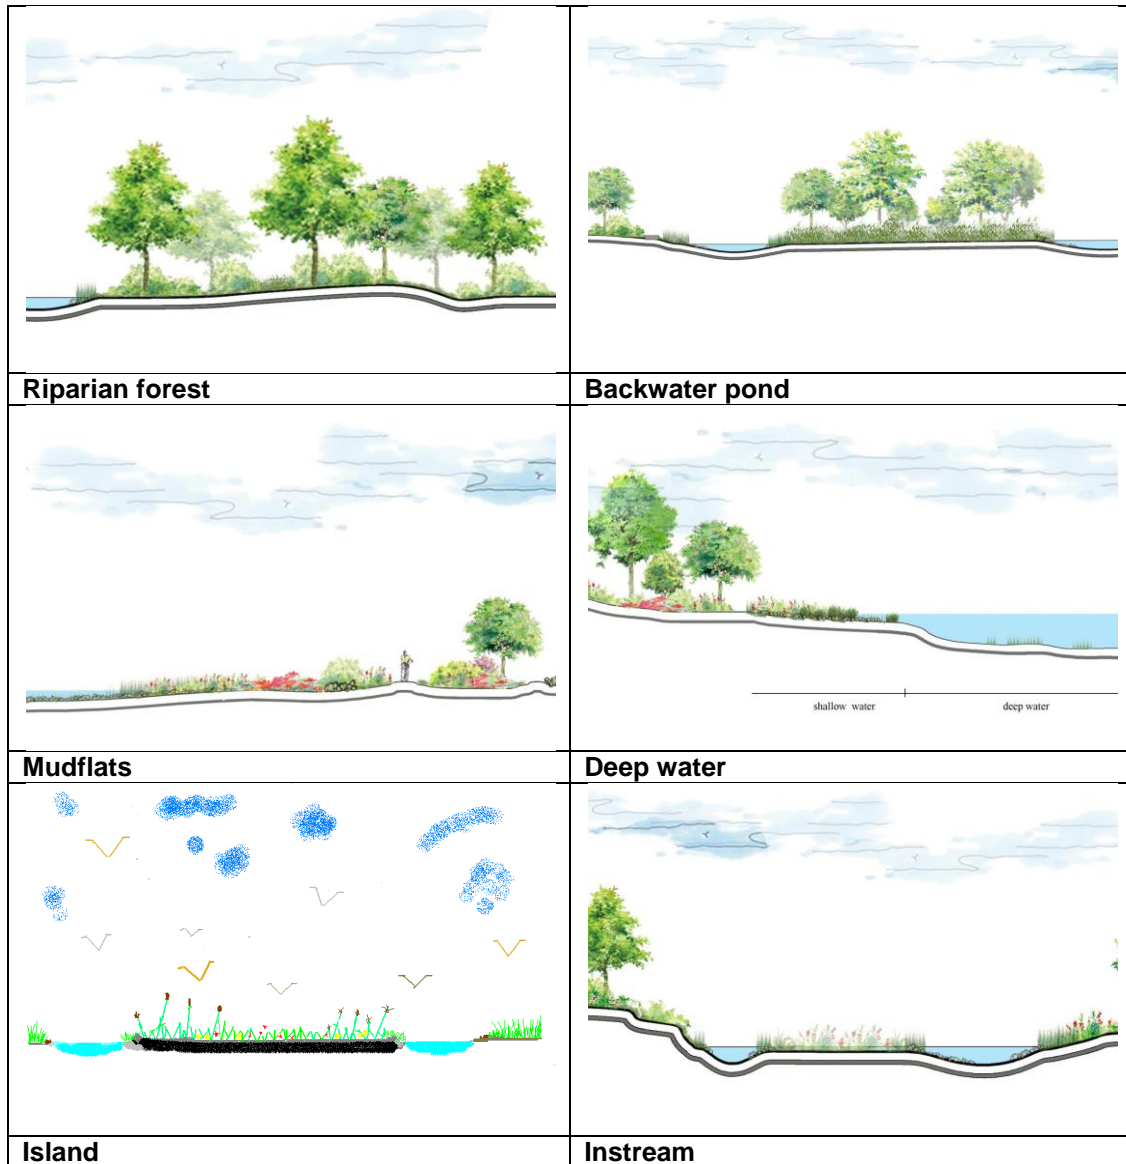 Riparian forest
Backwater pond
shallow water
deep water
Mudflats
Deep water
Island
Instream